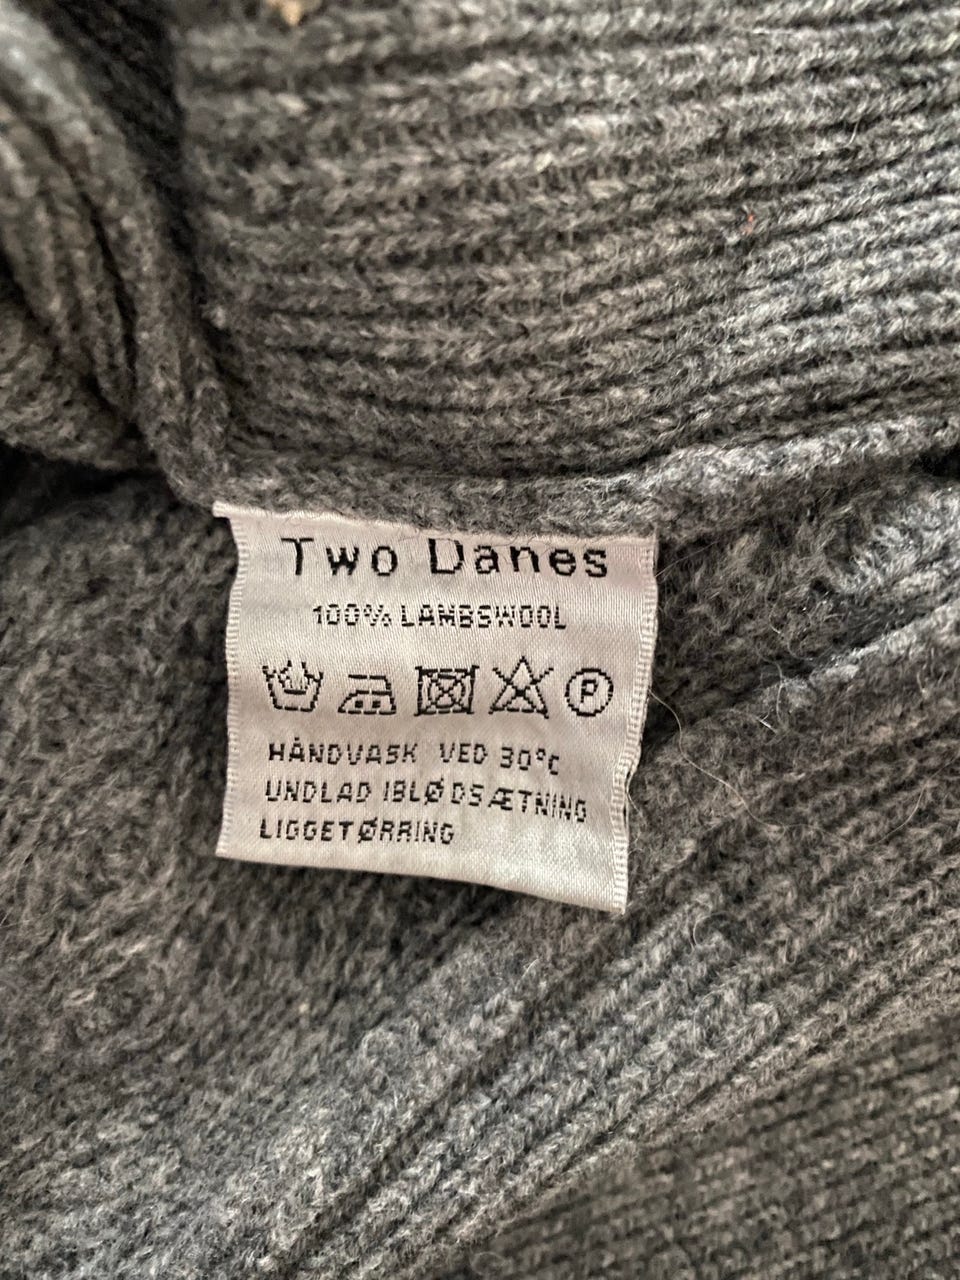 Two Danes
100% LAMBSWOOL
P
HÅNDVASK VED 30°C
UNDLAD IBLØDSÆTNING
LIGGETØRRING